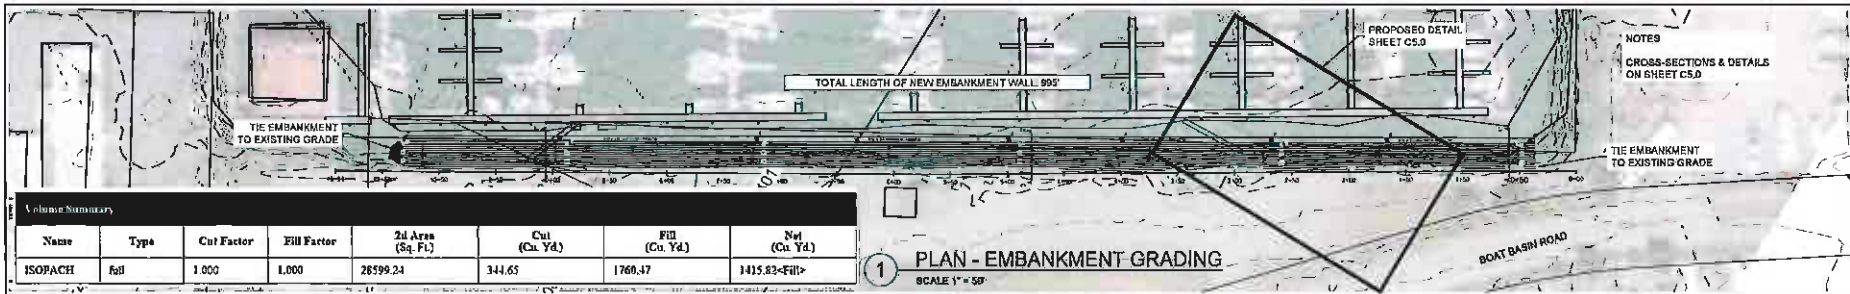 PROPOSED DETAIL
SHEET C5.0
NOTES
CROSS-SECTIONS & DETAILS
ON SHEET C5.0
TOTAL LENGTH OF NEW EMBANKMENT WALL 995'
TIE EMBANKMENT
TO EXISTING GRADE
TIE EMBANKMENT
TO EXISTING GRADE
Volume Summary
Name Type Cut Factor Fill Factor 2d Area (Sq. Ft.) Cut (Cu. Yd.) Fill (Cu. Yd.) Net (Cu. Yd.)
ISOPACH full 1.000 1.000 28599.24 344.65 1760.47 1415.82<Fill>
1 PLAN - EMBANKMENT GRADING
SCALE 1" = 50'
BOAT BASIN ROAD